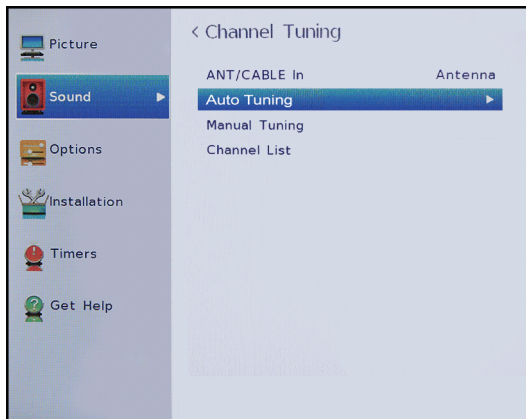 Picture
Sound
Options
Installation
Timers
Get Help
< Channel Tuning
ANT/CABLE In Antenna
Auto Tuning
Manual Tuning
Channel List